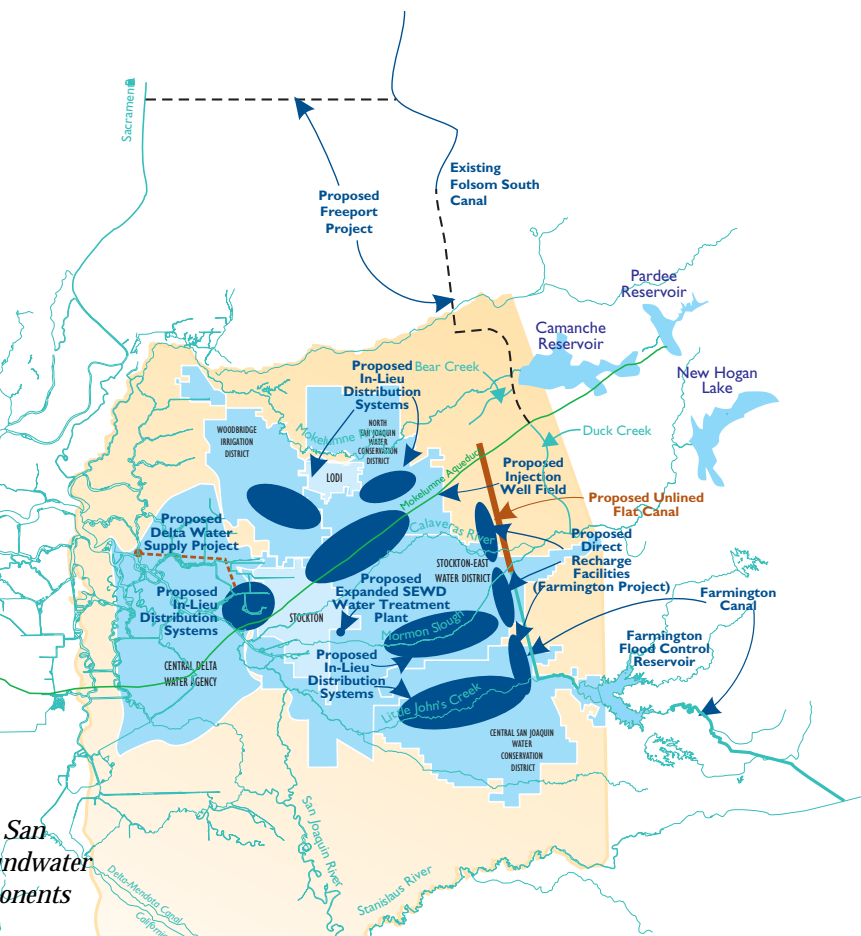 Sacramen
Existing
Folsom South
Canal
Proposed
Freeport
Project
Pardee
Reservoir
Camanche
Reservoir
New Hogan
Lake
Proposed
In-Lieu
Distribution
Systems
Bear Creek
Mokelumne
NORTH
SAN JOAQUIN
WATER
CONSERVATION
DISTRICT
WOODBRIDGE
IRRIGATION
DISTRICT
LODI
Duck Creek
Mokelumne Aqueduct
Proposed
Injection
Well Field
Proposed Unlined
Flat Canal
Proposed
Delta Water
Supply Project
Calaveras River
Proposed
Direct
Recharge
Facilities
(Farmington Project)
STOCKTON-EAST
WATER DISTRICT
Proposed
Expanded SEWD
Water Treatment
Plant
Proposed
In-Lieu
Distribution
Systems
STOCKTON
Farmington
Canal
Mormon Slough
Farmington
Flood Control
Reservoir
Proposed
In-Lieu
Distribution
Systems
CENTRAL DELTA
WATER AGENCY
Little John's Creek
CENTRAL SAN JOAQUIN
WATER
CONSERVATION
DISTRICT
San Joaquin River
Stanislaus River
Delta-Mendota Canal
California
San
undwater
onents